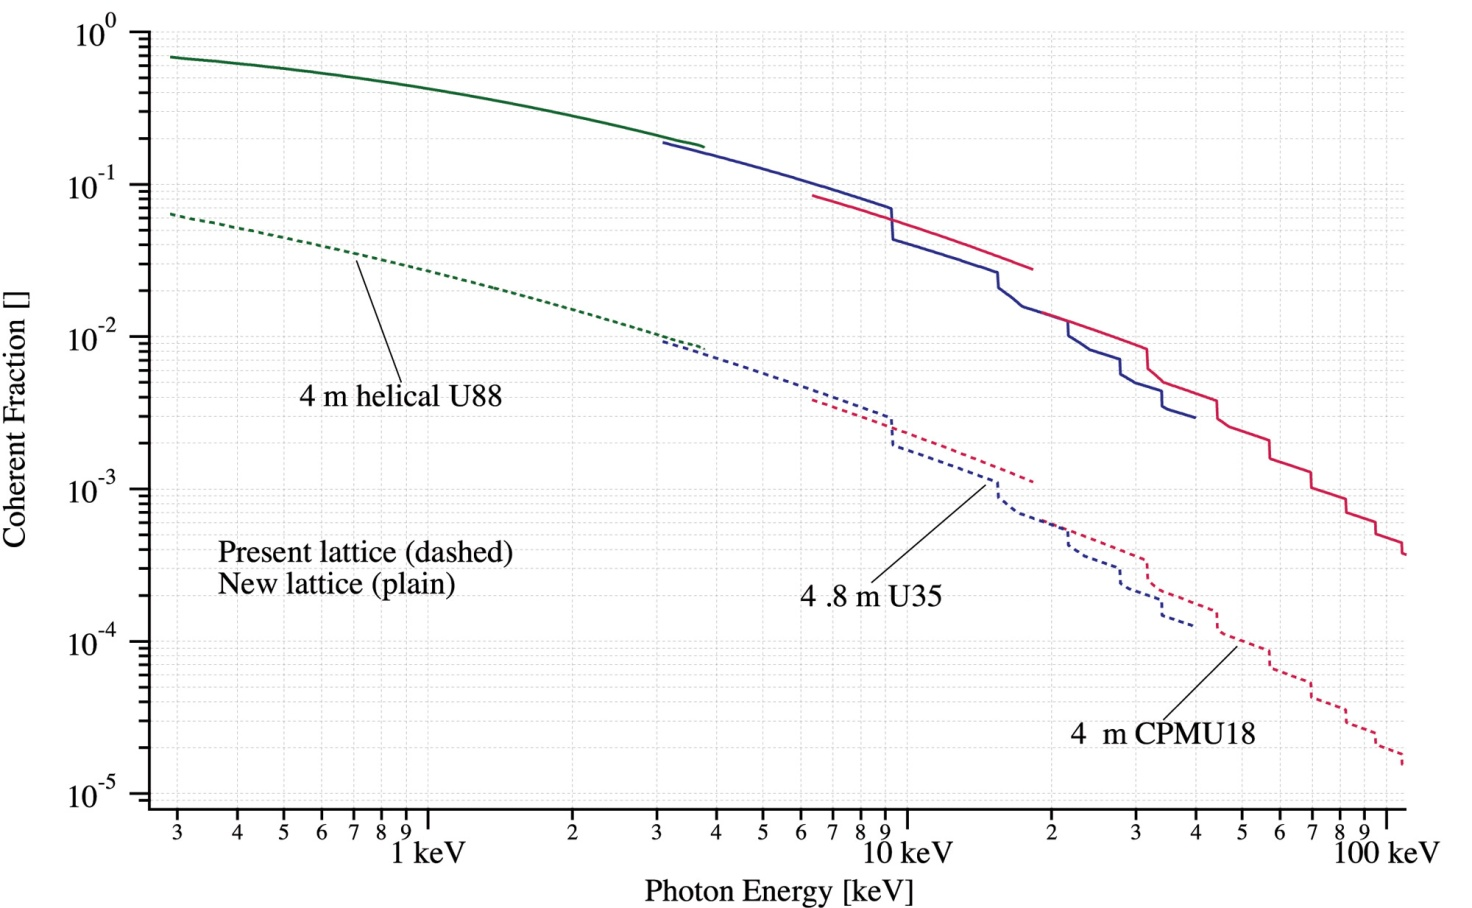 10^0
10^-1
10^-2
10^-3
10^-4
10^-5
Coherent Fraction []
4 m helical U88
Present lattice (dashed)
New lattice (plain)
4 .8 m U35
4 m CPMU18
3 4 5 6 7 8 9 2 3 4 5 6 7 8 9 2 3 4 5 6 7 8 9
1 keV 10 keV 100 keV
Photon Energy [keV]